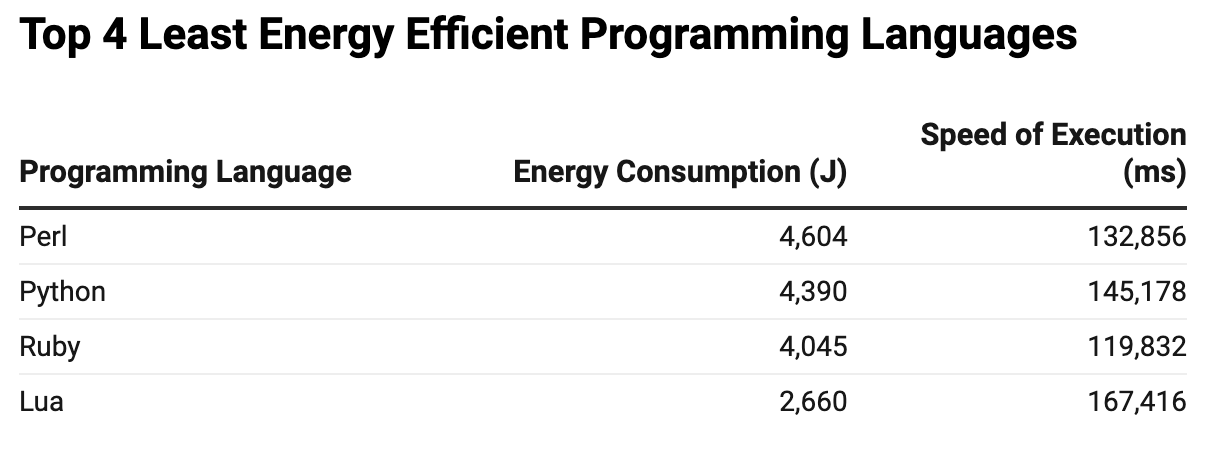 Top 4 Least Energy Efficient Programming Languages
Programming Language Energy Consumption (J) Speed of Execution (ms)
Perl 4,604 132,856
Python 4,390 145,178
Ruby 4,045 119,832
Lua 2,660 167,416